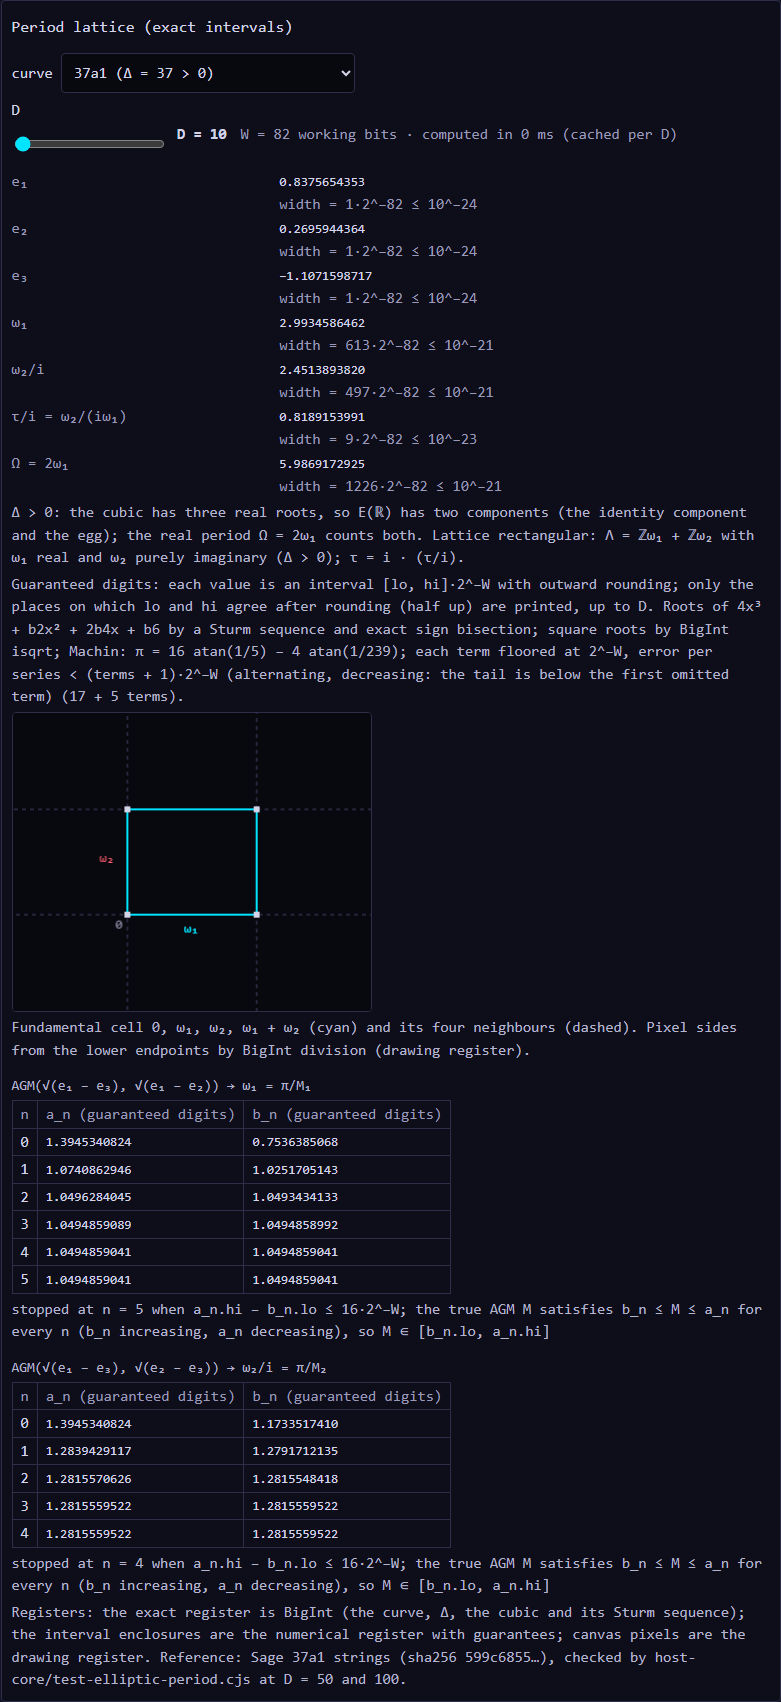 Period lattice (exact intervals)
curve 37a1 (Δ = 37 > 0)
D
D = 10 W = 82 working bits · computed in 0 ms (cached per D)
e₁ 0.8375654353
width = 1·2^−82 ≤ 10^−24
e₂ 0.2695944364
width = 1·2^−82 ≤ 10^−24
e₃ −1.1071598717
width = 1·2^−82 ≤ 10^−24
ω₁ 2.9934586462
width = 613·2^−82 ≤ 10^−21
ω₂/i 2.4513893820
width = 497·2^−82 ≤ 10^−21
τ/i = ω₂/(iω₁) 0.8189153991
width = 9·2^−82 ≤ 10^−23
Ω = 2ω₁ 5.9869172925
width = 1226·2^−82 ≤ 10^−21
Δ > 0: the cubic has three real roots, so E(ℝ) has two components (the identity component
and the egg); the real period Ω = 2ω₁ counts both. Lattice rectangular: Λ = ℤω₁ + ℤω₂ with
ω₁ real and ω₂ purely imaginary (Δ > 0); τ = i · (τ/i).
Guaranteed digits: each value is an interval [lo, hi]·2^−W with outward rounding; only the
places on which lo and hi agree after rounding (half up) are printed, up to D. Roots of 4x³
+ b2x² + 2b4x + b6 by a Sturm sequence and exact sign bisection; square roots by BigInt
isqrt; Machin: π = 16 atan(1/5) − 4 atan(1/239); each term floored at 2^−W, error per
series < (terms + 1)·2^−W (alternating, decreasing: the tail is below the first omitted
term) (17 + 5 terms).
ω₂
0
ω₁
Fundamental cell 0, ω₁, ω₂, ω₁ + ω₂ (cyan) and its four neighbours (dashed). Pixel sides
from the lower endpoints by BigInt division (drawing register).
AGM(√(e₁ − e₃), √(e₁ − e₂)) → ω₁ = π/M₁
n a_n (guaranteed digits) b_n (guaranteed digits)
0 1.3945340824 0.7536385068
1 1.0740862946 1.0251705143
2 1.0496284045 1.0493434133
3 1.0494859089 1.0494858992
4 1.0494859041 1.0494859041
5 1.0494859041 1.0494859041
stopped at n = 5 when a_n.hi − b_n.lo ≤ 16·2^−W; the true AGM M satisfies b_n ≤ M ≤ a_n for
every n (b_n increasing, a_n decreasing), so M ∈ [b_n.lo, a_n.hi]
AGM(√(e₁ − e₃), √(e₂ − e₃)) → ω₂/i = π/M₂
n a_n (guaranteed digits) b_n (guaranteed digits)
0 1.3945340824 1.1733517410
1 1.2839429117 1.2791712135
2 1.2815570626 1.2815548418
3 1.2815559522 1.2815559522
4 1.2815559522 1.2815559522
stopped at n = 4 when a_n.hi − b_n.lo ≤ 16·2^−W; the true AGM M satisfies b_n ≤ M ≤ a_n for
every n (b_n increasing, a_n decreasing), so M ∈ [b_n.lo, a_n.hi]
Registers: the exact register is BigInt (the curve, Δ, the cubic and its Sturm sequence);
the interval enclosures are the numerical register with guarantees; canvas pixels are the
drawing register. Reference: Sage 37a1 strings (sha256 599c6855…), checked by host-
core/test-elliptic-period.cjs at D = 50 and 100.